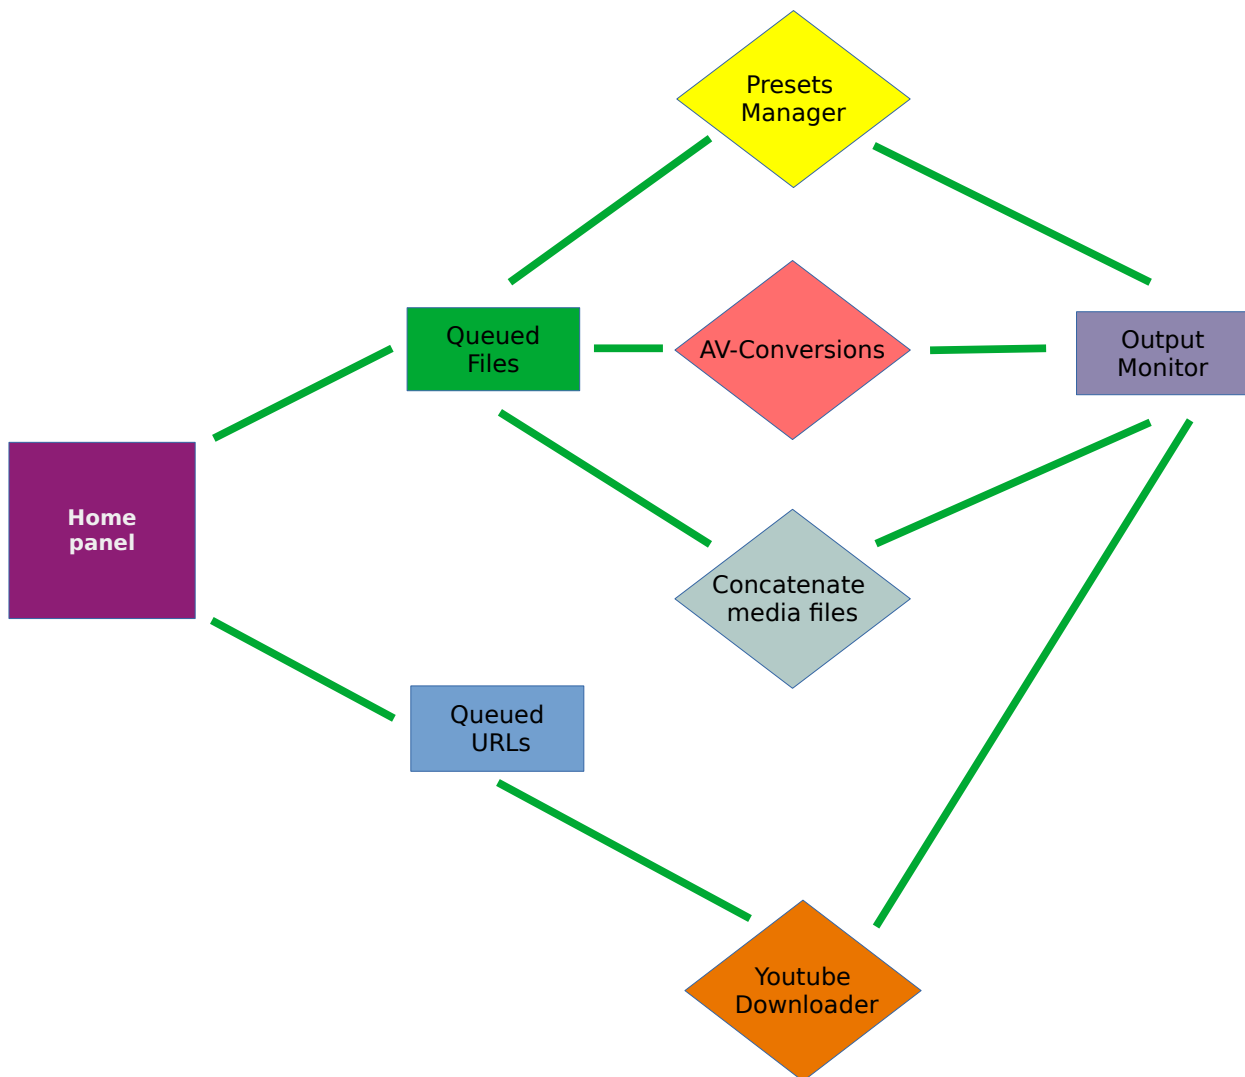 Presets
Manager
Queued
Files
AV-Conversions
Output
Monitor
Home
panel
Concatenate
media files
Queued
URLs
Youtube
Downloader